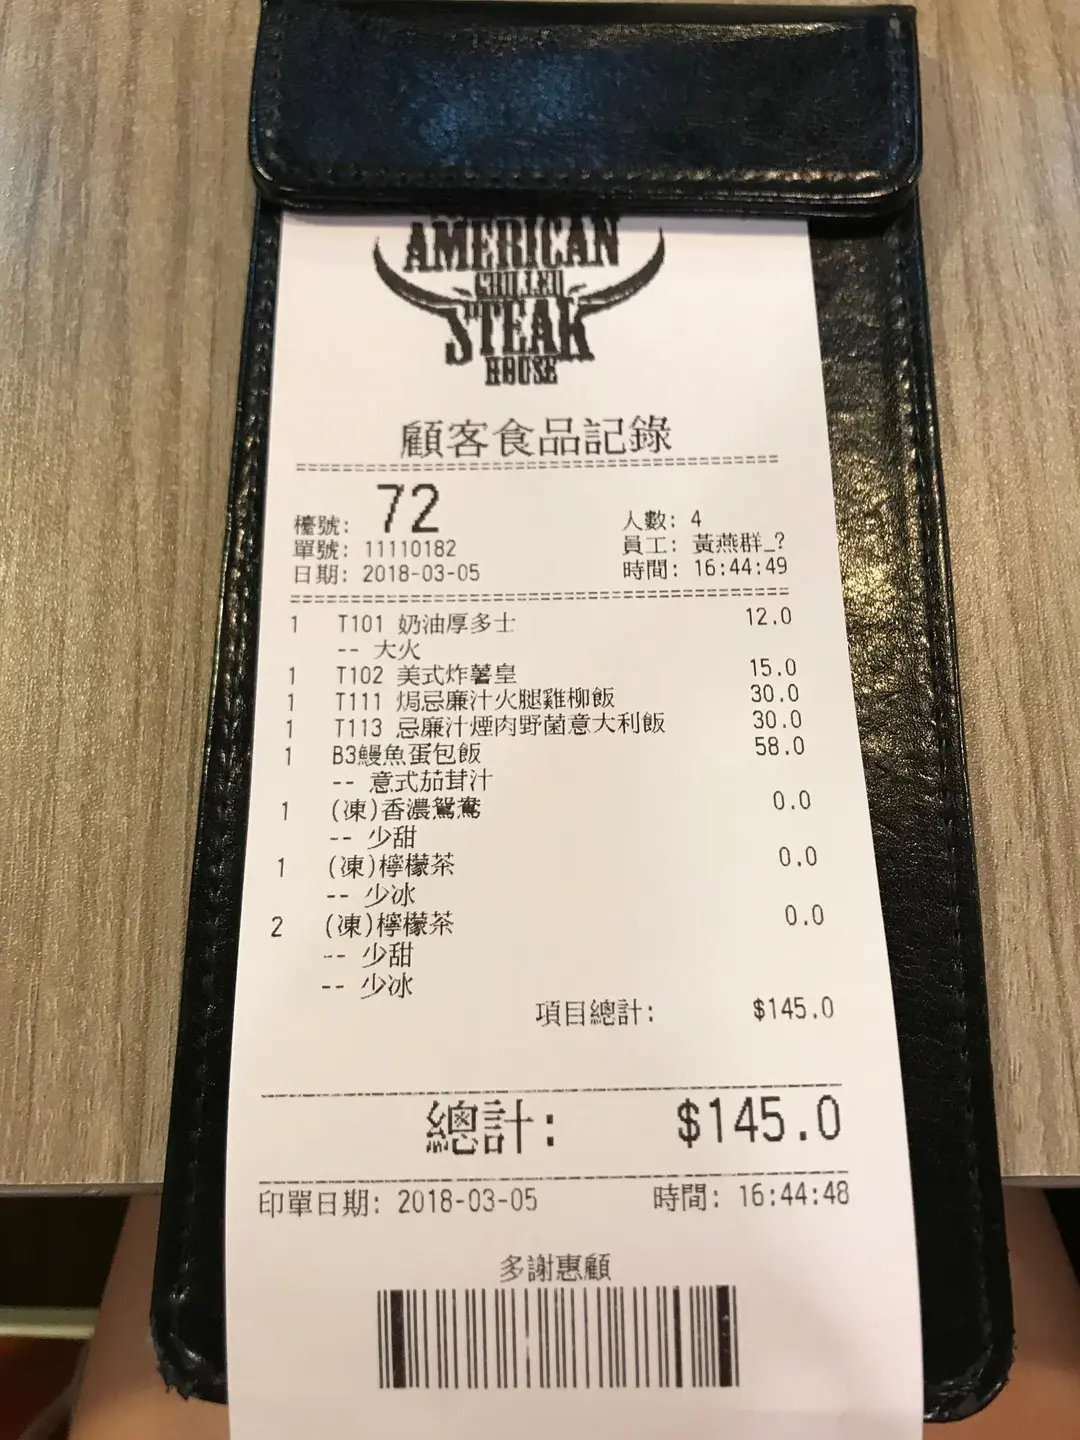 AMERICAN
CHILLED
STEAK
HOUSE
顧客食品記錄
檯號: 72 人數: 4
單號: 11110182 員工: 黃燕群_?
日期: 2018-03-05 時間: 16:44:49
1 T101 奶油厚多士 12.0
-- 大火
1 T102 美式炸薯皇 15.0
1 T111 焗忌廉汁火腿雞柳飯 30.0
1 T113 忌廉汁煙肉野菌意大利飯 30.0
1 B3鰻魚蛋包飯 58.0
-- 意式茄茸汁
1 (凍)香濃鴛鴦 0.0
-- 少甜
1 (凍)檸檬茶 0.0
-- 少冰
2 (凍)檸檬茶 0.0
-- 少甜
-- 少冰
項目總計: $145.0
總計: $145.0
印單日期: 2018-03-05 時間: 16:44:48
多謝惠顧